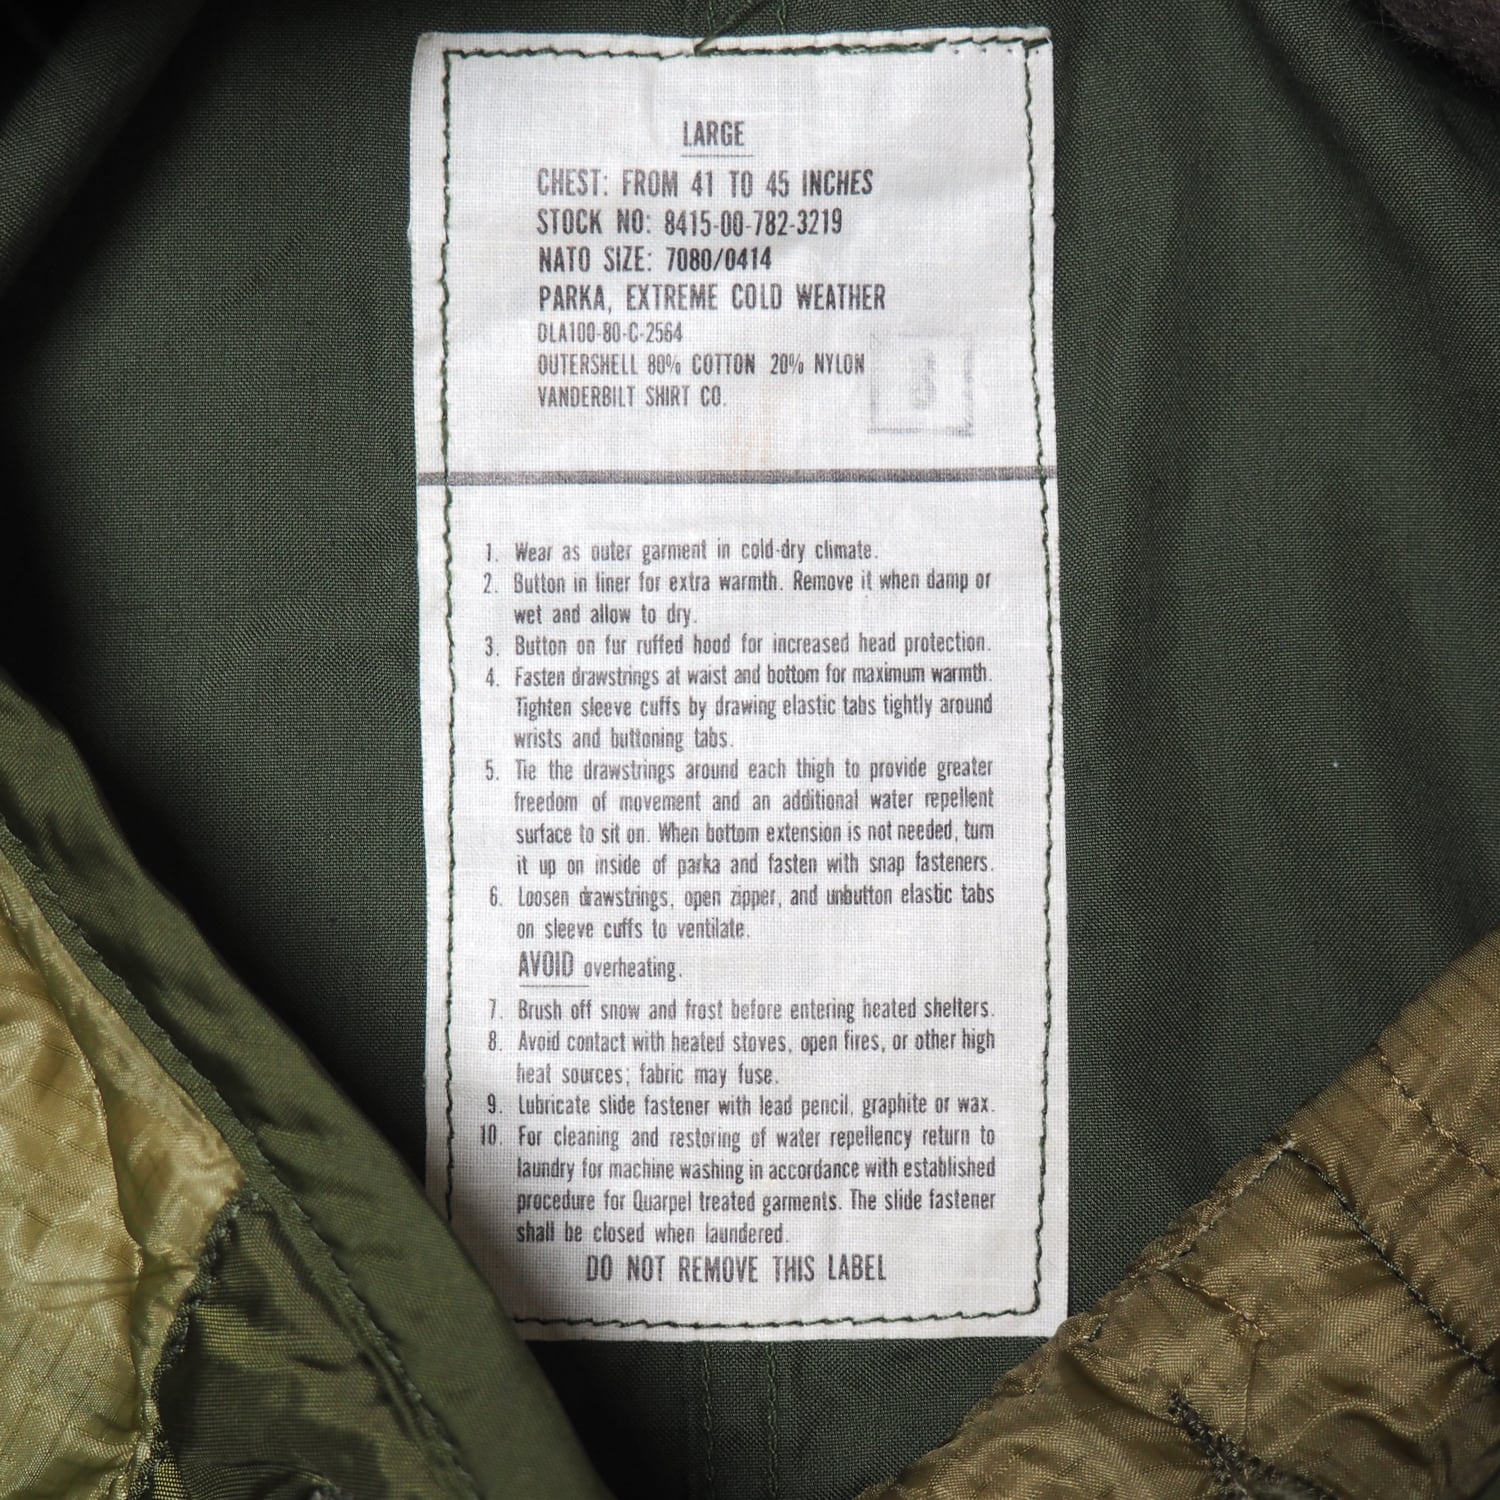 LARGE
CHEST: FROM 41 TO 45 INCHES
STOCK NO: 8415-00-782-3219
NATO SIZE: 7080/0414
PARKA, EXTREME COLD WEATHER
DLA100-80-C-2564
OUTERSHELL 80% COTTON 20% NYLON
VANDERBILT SHIRT CO.
1. Wear as outer garment in cold-dry climate.
2. Button in liner for extra warmth. Remove it when damp or
wet and allow to dry.
3. Button on fur ruffed hood for increased head protection.
4. Fasten drawstrings at waist and bottom for maximum warmth.
Tighten sleeve cuffs by drawing elastic tabs tightly around
wrists and buttoning tabs.
5. Tie the drawstrings around each thigh to provide greater
freedom of movement and an additional water repellent
surface to sit on. When bottom extension is not needed, turn
it up on inside of parka and fasten with snap fasteners.
6. Loosen drawstrings, open zipper, and unbutton elastic tabs
on sleeve cuffs to ventilate.
AVOID overheating.
7. Brush off snow and frost before entering heated shelters.
8. Avoid contact with heated stoves, open fires, or other high
heat sources; fabric may fuse.
9. Lubricate slide fastener with lead pencil, graphite or wax.
10. For cleaning and restoring of water repellency return to
laundry for machine washing in accordance with established
procedure for Quarpel treated garments. The slide fastener
shall be closed when laundered.
DO NOT REMOVE THIS LABEL